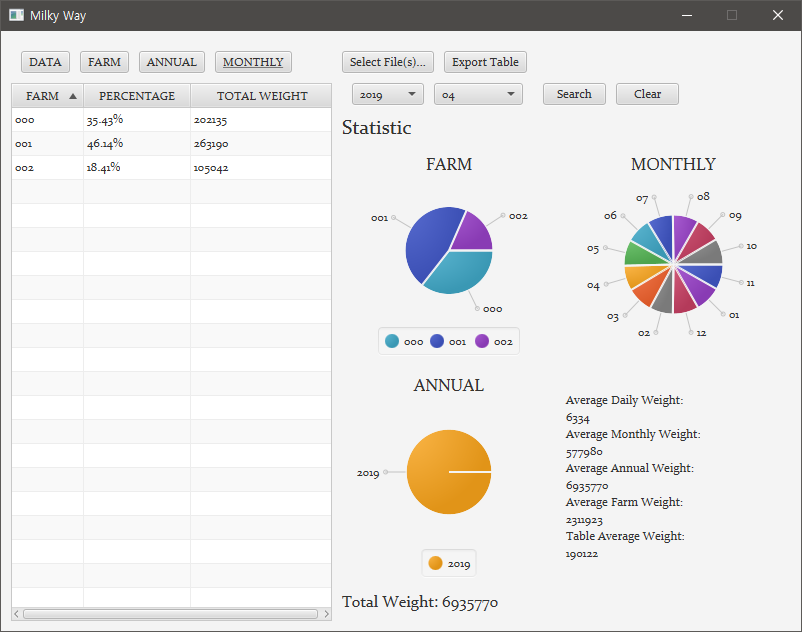 Milky Way
DATA FARM ANNUAL MONTHLY Select File(s)... Export Table
2019 04 Search Clear
FARM PERCENTAGE TOTAL WEIGHT
000 35.43% 202135
001 46.14% 263190
002 18.41% 105042
Statistic
FARM
001
002
000
000 001 002
MONTHLY
07
08
06
09
05
10
04
11
03
01
02
12
ANNUAL
2019
2019
Average Daily Weight:
6334
Average Monthly Weight:
577980
Average Annual Weight:
6935770
Average Farm Weight:
2311923
Table Average Weight:
190122
Total Weight: 6935770